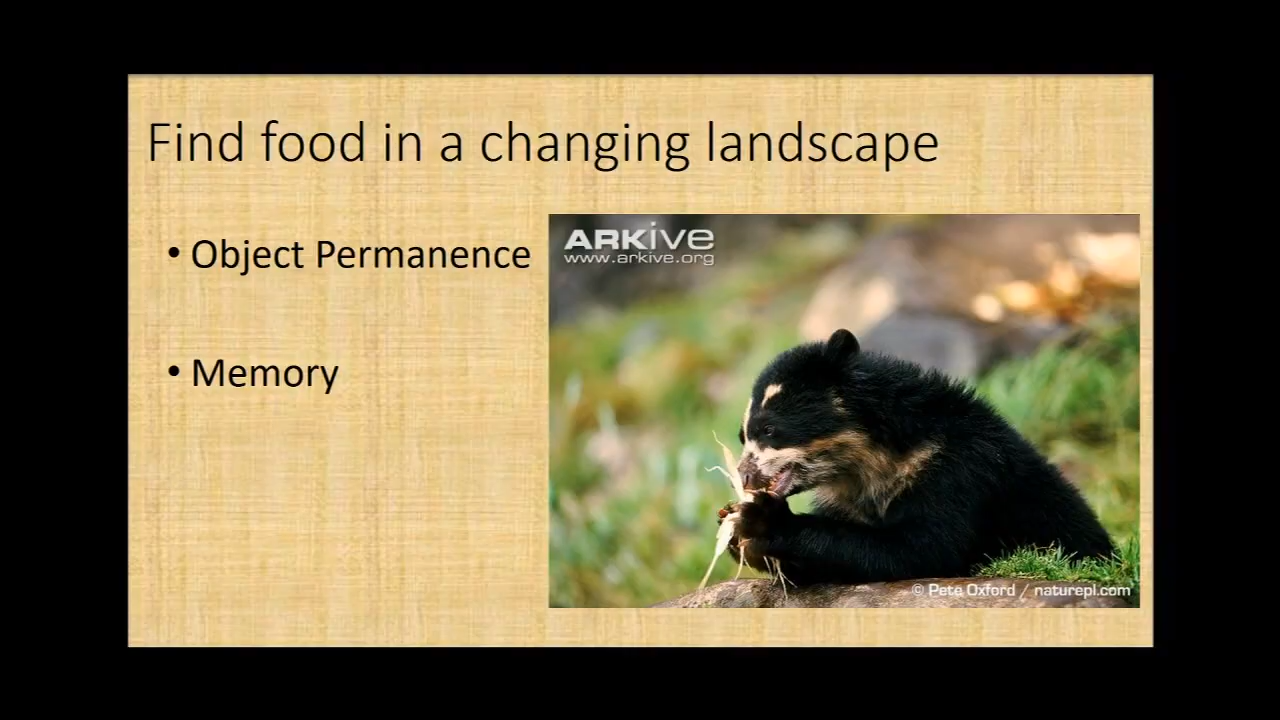 Find food in a changing landscape
• Object Permanence
• Memory
ARKive
www.arkive.org
© Pete Oxford / naturepl.com